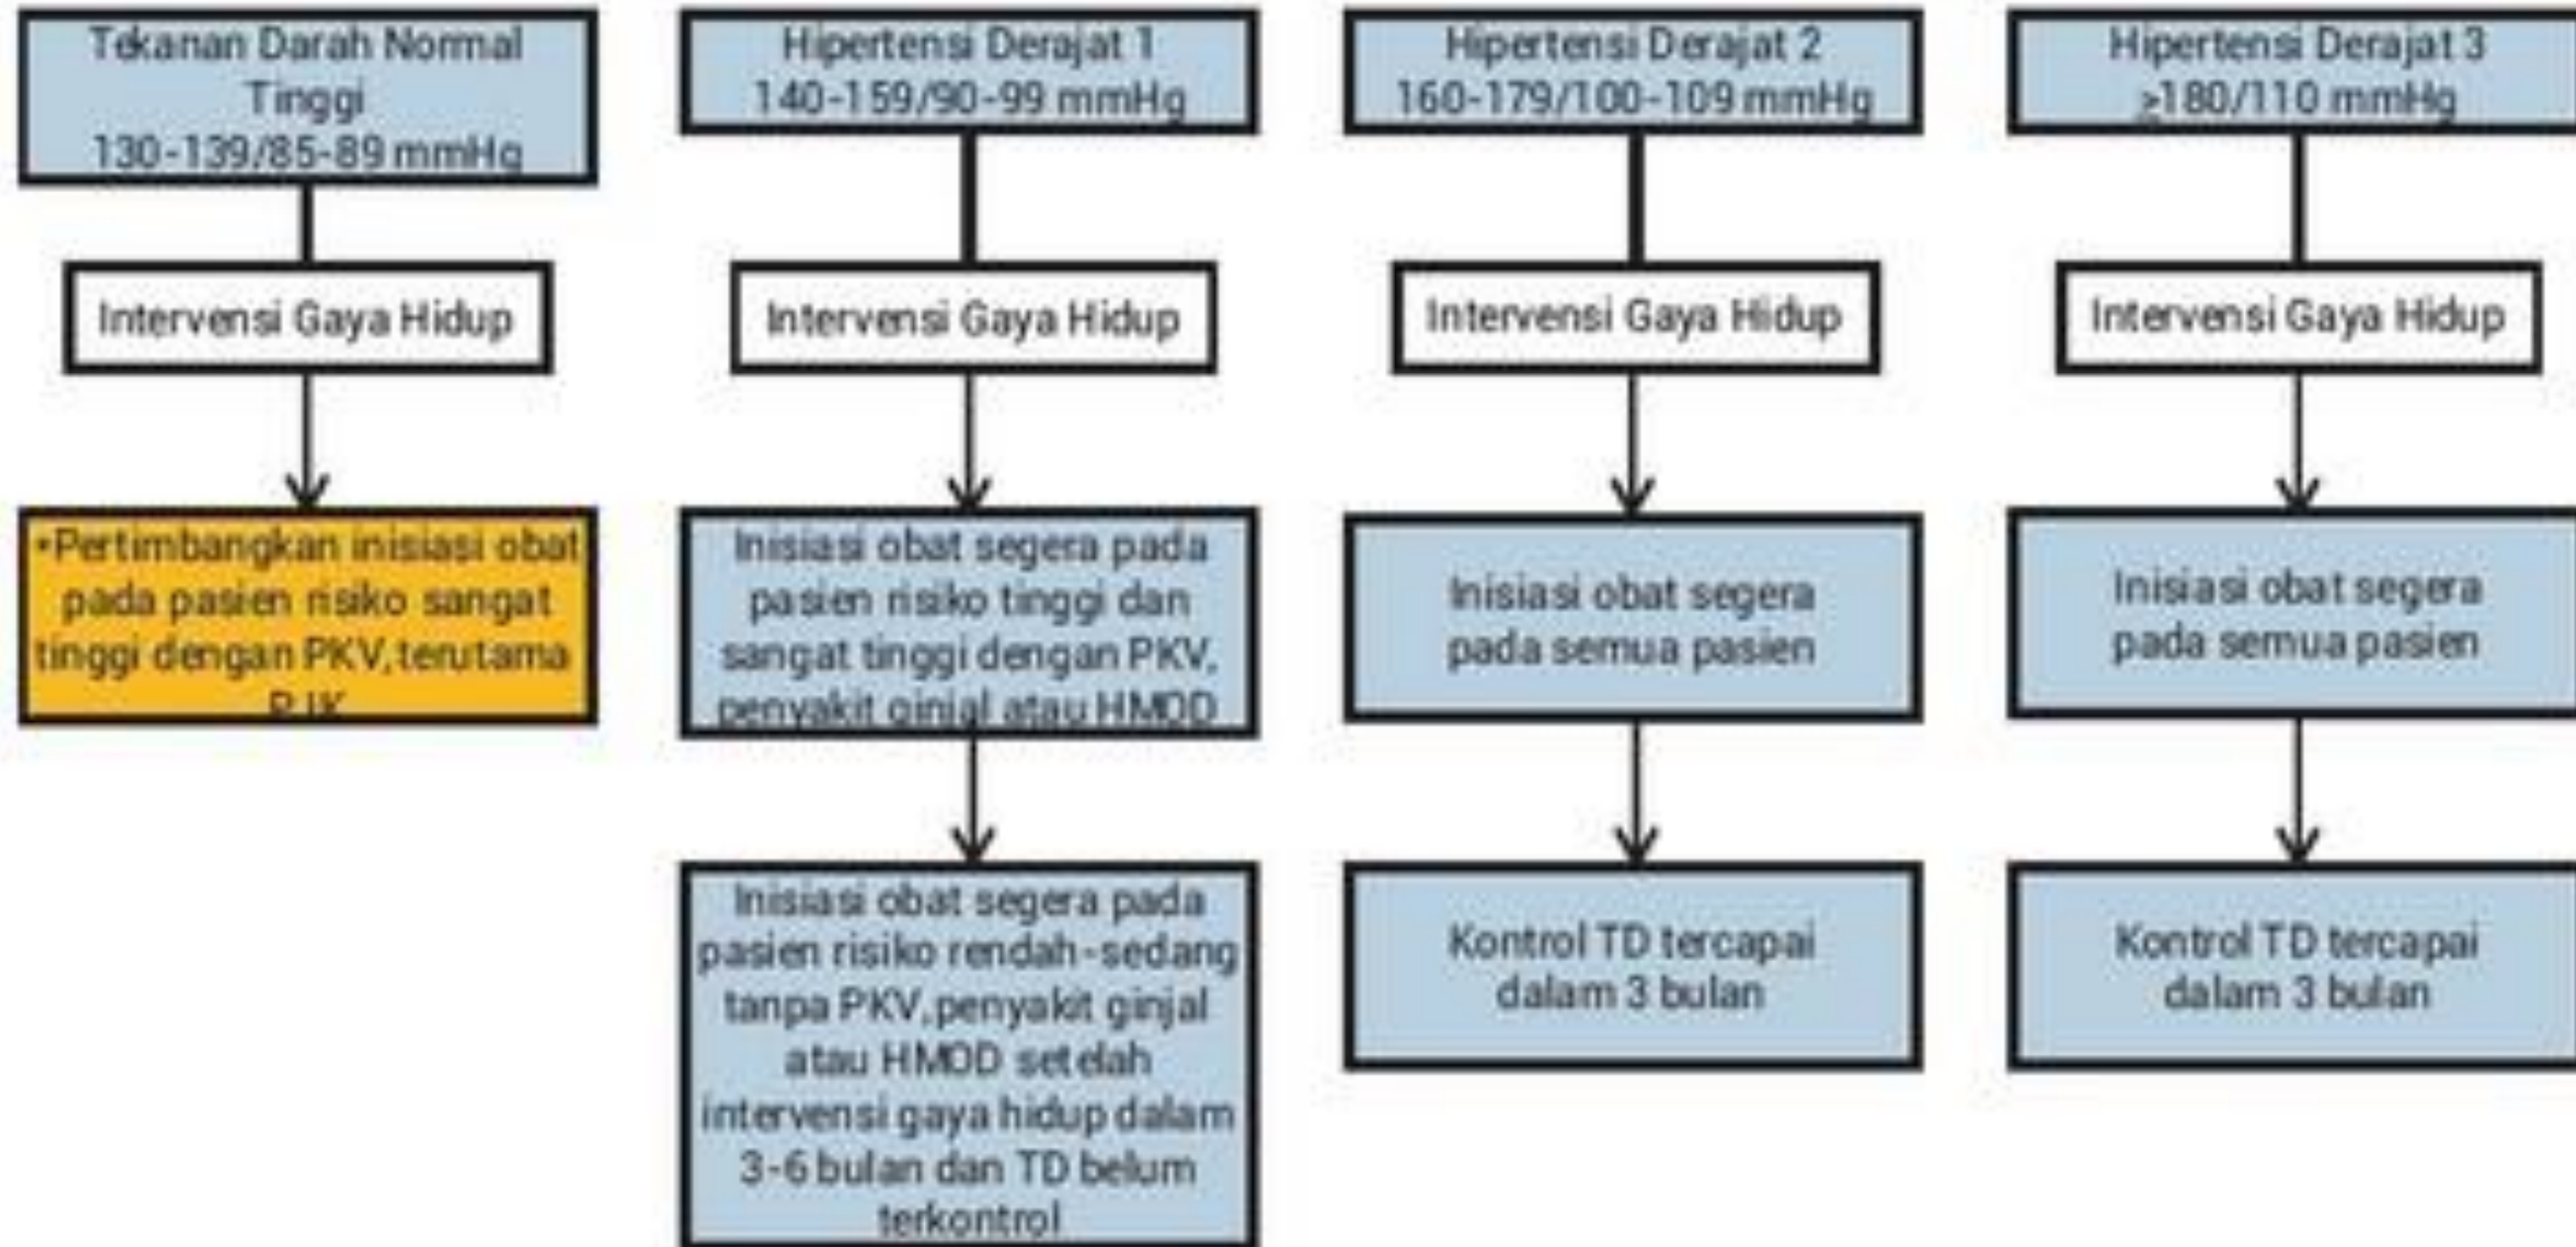 Tekanan Darah Normal
Tinggi
130-139/85-89 mmHg
Intervensi Gaya Hidup
•Pertimbangkan inisiasi obat
pada pasien risiko sangat
tinggi dengan PKV, terutama
PJK
Hipertensi Derajat 1
140-159/90-99 mmHg
Intervensi Gaya Hidup
Inisiasi obat segera pada
pasien risiko tinggi dan
sangat tinggi dengan PKV,
penyakit ginjal atau HMOD
Inisiasi obat segera pada
pasien risiko rendah-sedang
tanpa PKV, penyakit ginjal
atau HMOD setelah
intervensi gaya hidup dalam
3-6 bulan dan TD belum
terkontrol
Hipertensi Derajat 2
160-179/100-109 mmHg
Intervensi Gaya Hidup
Inisiasi obat segera
pada semua pasien
Kontrol TD tercapai
dalam 3 bulan
Hipertensi Derajat 3
≥180/110 mmHg
Intervensi Gaya Hidup
Inisiasi obat segera
pada semua pasien
Kontrol TD tercapai
dalam 3 bulan